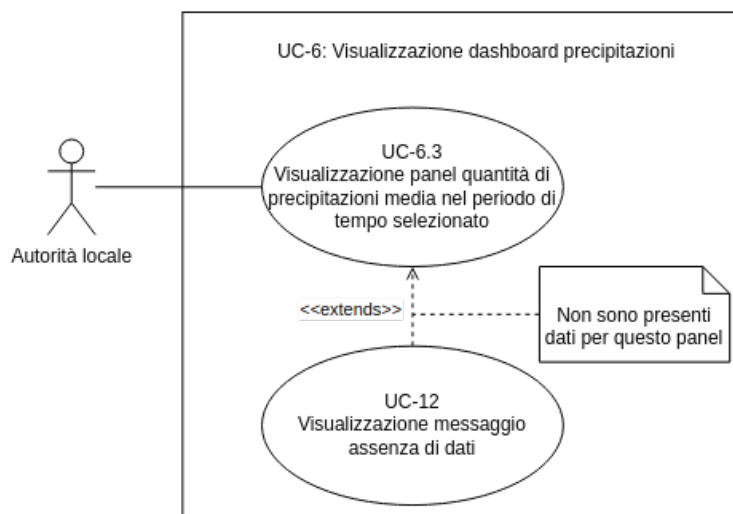 UC-6: Visualizzazione dashboard precipitazioni
UC-6.3
Visualizzazione panel quantità di
precipitazioni media nel periodo di
tempo selezionato
Autorità locale
<<extends>>
Non sono presenti
dati per questo panel
UC-12
Visualizzazione messaggio
assenza di dati